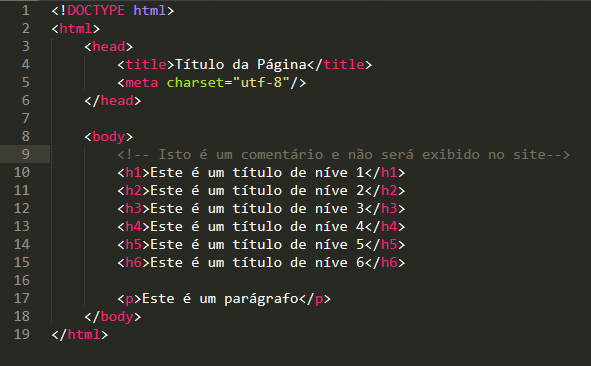 1 <!DOCTYPE html>
2 <html>
3 <head>
4 <title>Título da Página</title>
5 <meta charset="utf-8"/>
6 </head>
7
8 <body>
9 <!-- Isto é um comentário e não será exibido no site-->
10 <h1>Este é um título de níve 1</h1>
11 <h2>Este é um título de níve 2</h2>
12 <h3>Este é um título de níve 3</h3>
13 <h4>Este é um título de níve 4</h4>
14 <h5>Este é um título de níve 5</h5>
15 <h6>Este é um título de níve 6</h6>
16
17 <p>Este é um parágrafo</p>
18 </body>
19 </html>